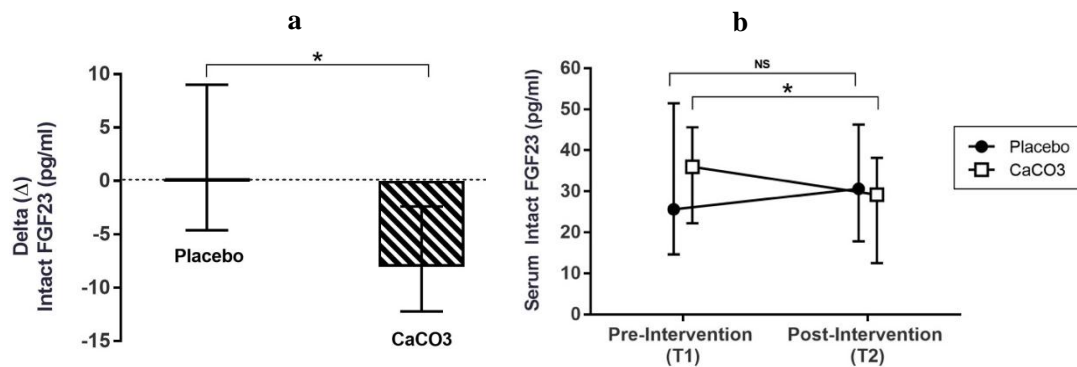 a
*
10
5
0
-5
-10
-15
Delta (Δ)
Intact FGF23 (pg/ml)
Placebo
CaCO3
b
NS
*
60
50
40
30
20
10
0
Serum Intact FGF23 (pg/ml)
Pre-Intervention
(T1)
Post-Intervention
(T2)
Placebo
CaCO3